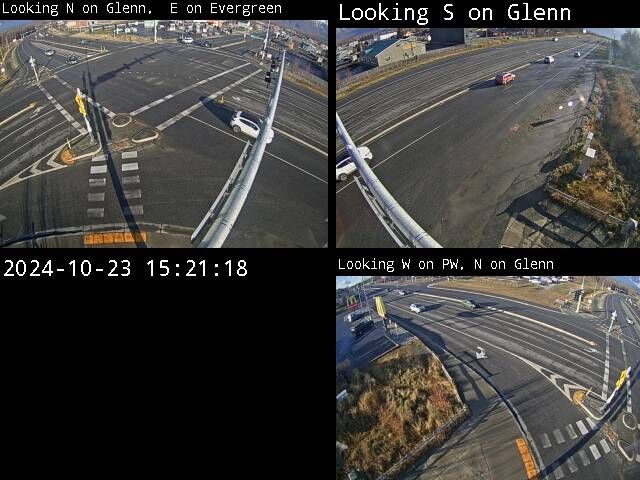 Looking N on Glenn, E on Evergreen
Looking S on Glenn
2024-10-23 15:21:18
Looking W on PW, N on Glenn